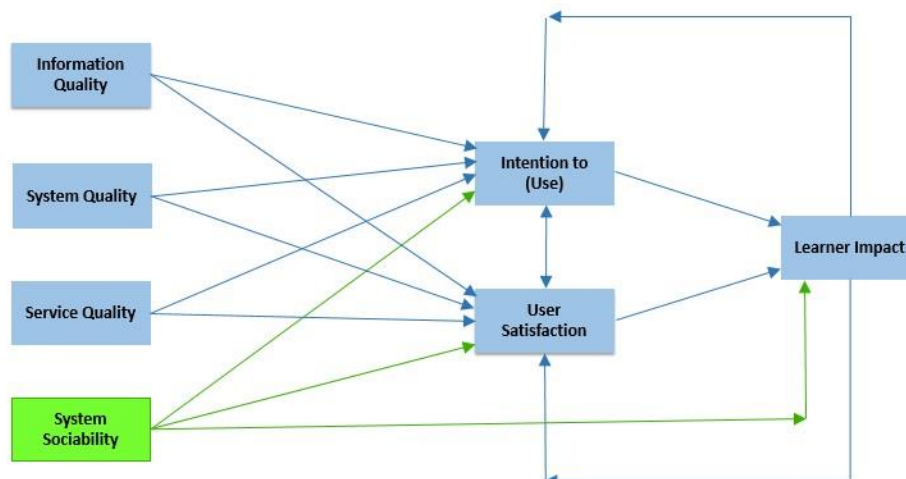 Information
Quality
System Quality
Service Quality
System
Sociability
Intention to
(Use)
User
Satisfaction
Learner Impact